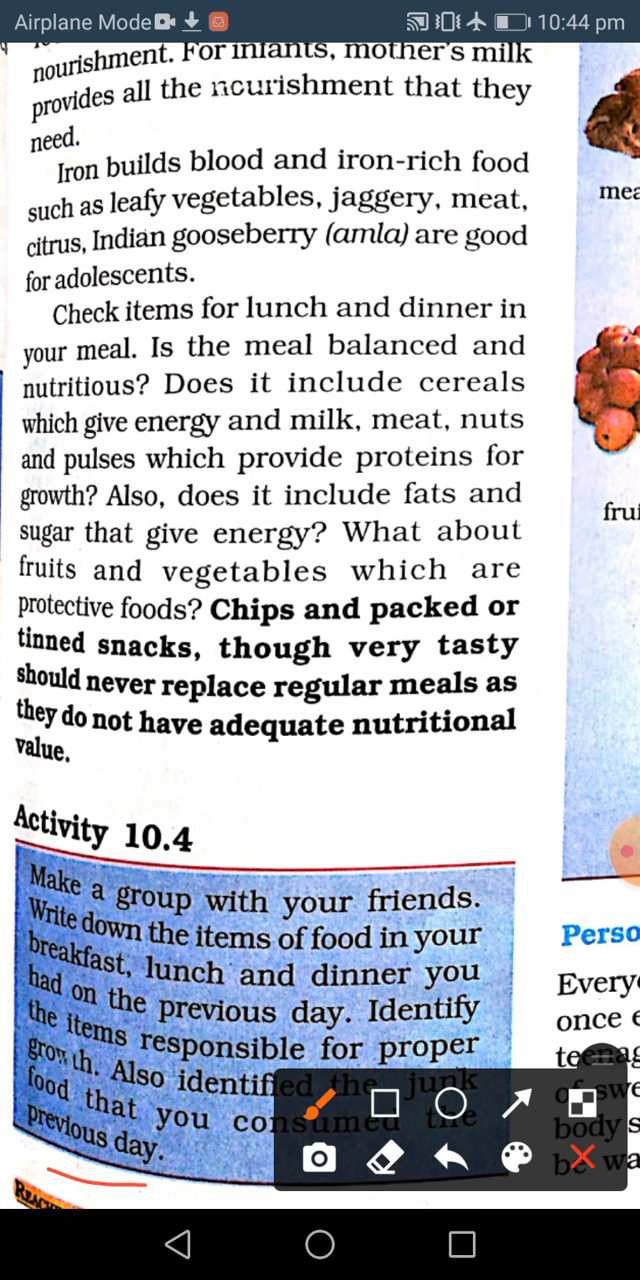 Airplane Mode 10:44 pm
nourishment. For infants, mother's milk
provides all the nourishment that they
need.
Iron builds blood and iron-rich food
such as leafy vegetables, jaggery, meat,
citrus, Indian gooseberry (amla) are good
for adolescents.
Check items for lunch and dinner in
your meal. Is the meal balanced and
nutritious? Does it include cereals
which give energy and milk, meat, nuts
and pulses which provide proteins for
growth? Also, does it include fats and
sugar that give energy? What about
fruits and vegetables which are
protective foods? Chips and packed or
tinned snacks, though very tasty
should never replace regular meals as
they do not have adequate nutritional
value.
Activity 10.4
Make a group with your friends.
Write down the items of food in your
breakfast, lunch and dinner you
had on the previous day. Identify
the items responsible for proper
growth. Also identified the junk
food that you consumed the
previous day.
mea
frui
Perso
Every
once e
teenag
of swe
body s
be wa